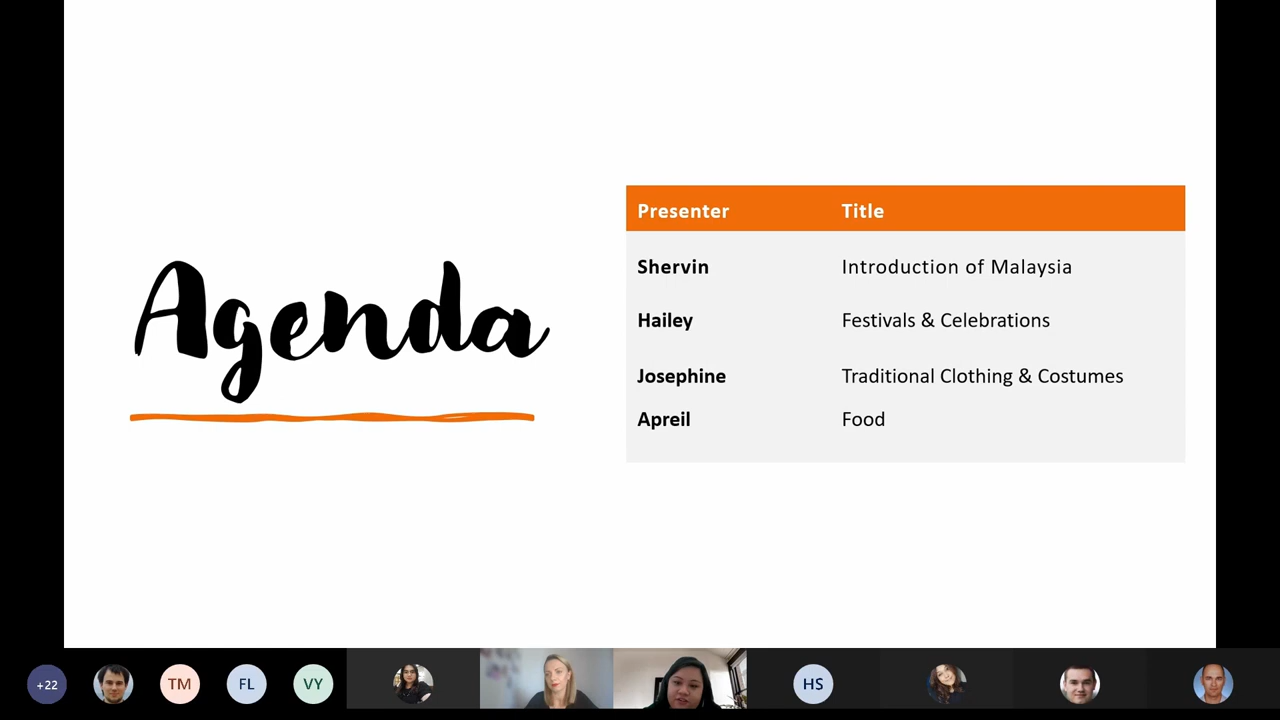 Agenda
Presenter Title
Shervin Introduction of Malaysia
Hailey Festivals & Celebrations
Josephine Traditional Clothing & Costumes
Apreil Food
+22 TM FL VY HS